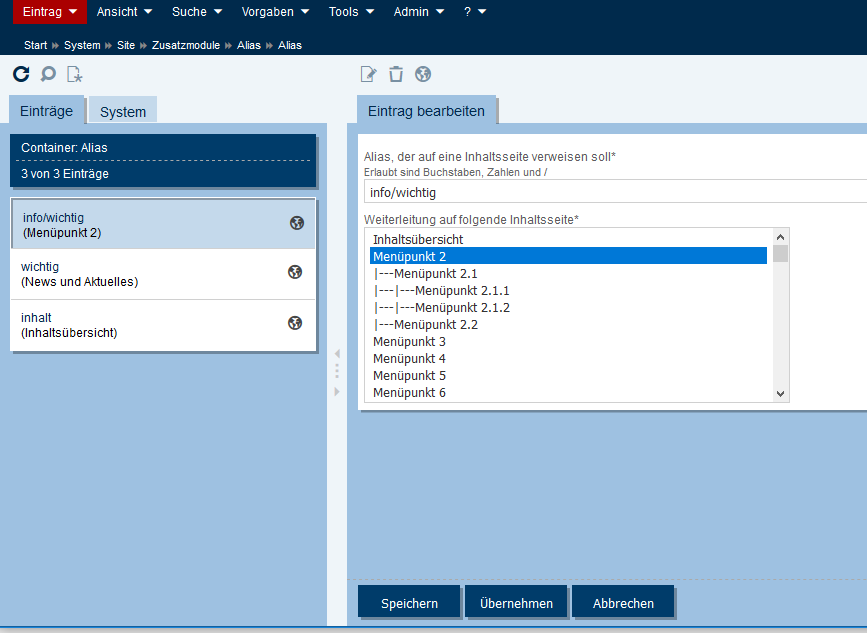 Eintrag Ansicht Suche Vorgaben Tools Admin ?
Start » System » Site » Zusatzmodule » Alias » Alias
Einträge System
Container: Alias
3 von 3 Einträge
info/wichtig
(Menüpunkt 2)
wichtig
(News und Aktuelles)
inhalt
(Inhaltsübersicht)
Eintrag bearbeiten
Alias, der auf eine Inhaltsseite verweisen soll*
Erlaubt sind Buchstaben, Zahlen und /
info/wichtig
Weiterleitung auf folgende Inhaltsseite*
Inhaltsübersicht
Menüpunkt 2
|---Menüpunkt 2.1
|---|---Menüpunkt 2.1.1
|---|---Menüpunkt 2.1.2
|---Menüpunkt 2.2
Menüpunkt 3
Menüpunkt 4
Menüpunkt 5
Menüpunkt 6
Speichern Übernehmen Abbrechen